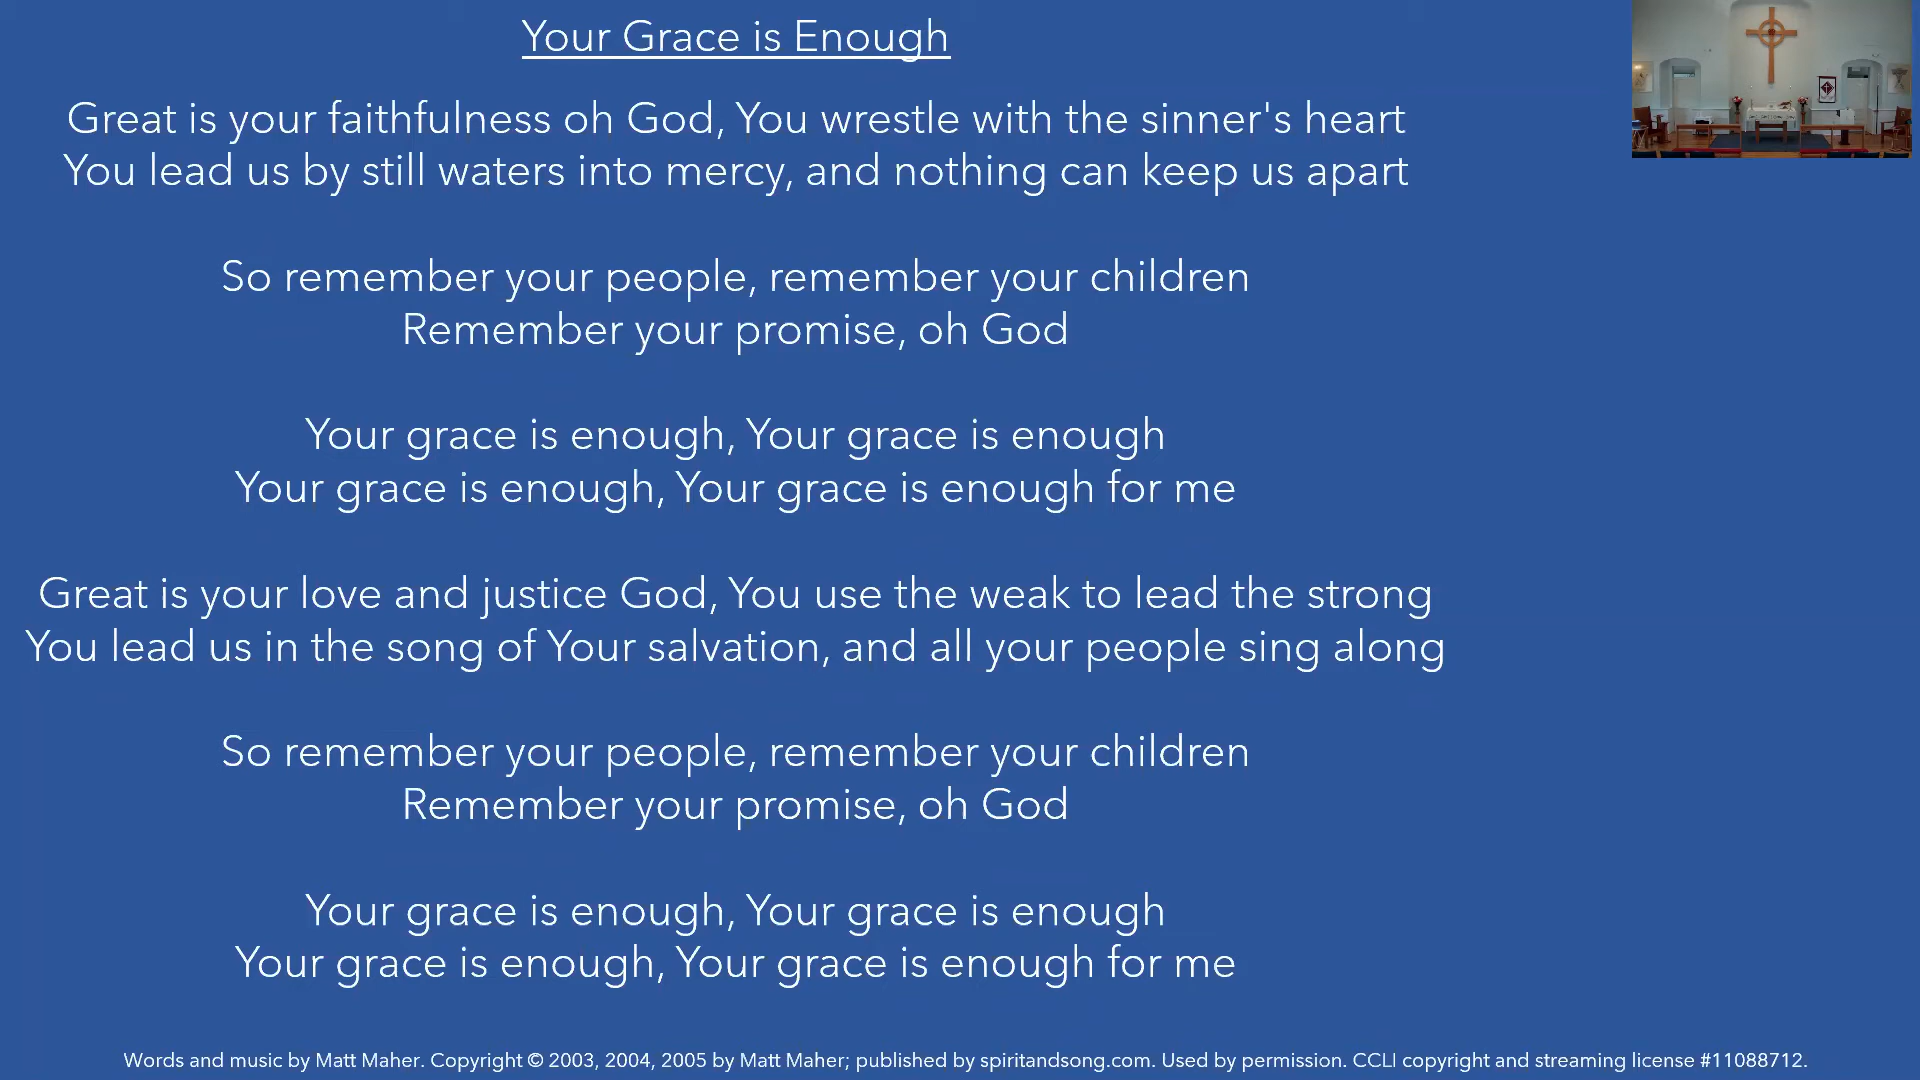 Your Grace is Enough
Great is your faithfulness oh God, You wrestle with the sinner's heart
You lead us by still waters into mercy, and nothing can keep us apart
So remember your people, remember your children
Remember your promise, oh God
Your grace is enough, Your grace is enough
Your grace is enough, Your grace is enough for me
Great is your love and justice God, You use the weak to lead the strong
You lead us in the song of Your salvation, and all your people sing along
So remember your people, remember your children
Remember your promise, oh God
Your grace is enough, Your grace is enough
Your grace is enough, Your grace is enough for me
Words and music by Matt Maher. Copyright © 2003, 2004, 2005 by Matt Maher; published by spiritandsong.com. Used by permission. CCLI copyright and streaming license #11088712.